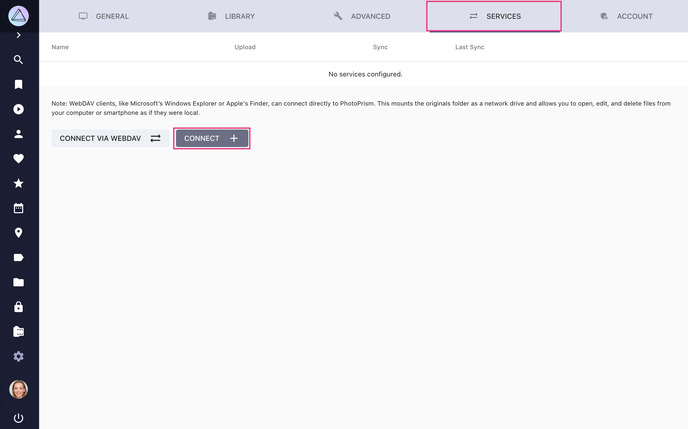 GENERAL LIBRARY ADVANCED SERVICES ACCOUNT
Name Upload Sync Last Sync
No services configured.
Note: WebDAV clients, like Microsoft's Windows Explorer or Apple's Finder, can connect directly to PhotoPrism. This mounts the originals folder as a network drive and allows you to open, edit, and delete files from
your computer or smartphone as if they were local.
CONNECT VIA WEBDAV CONNECT